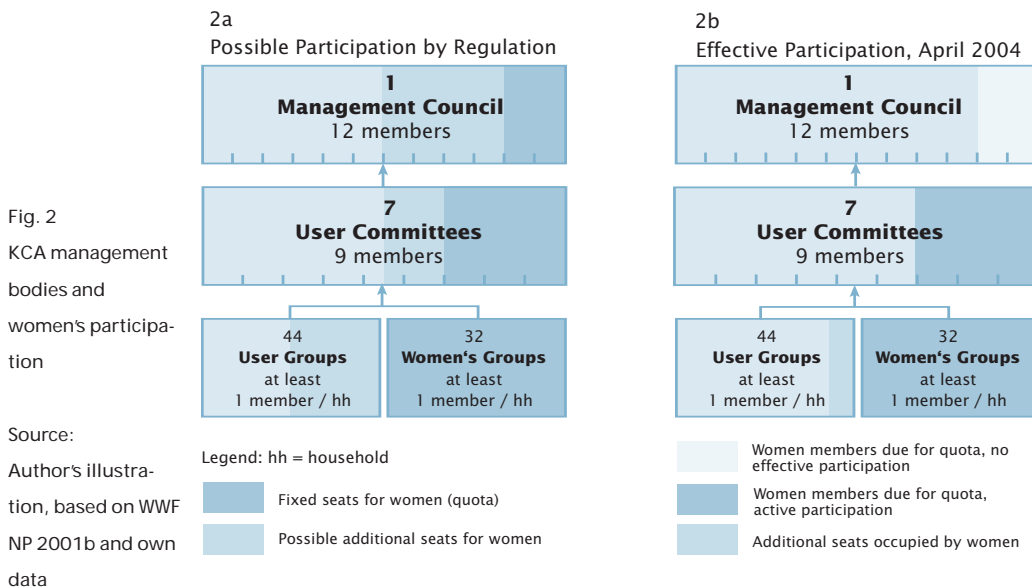 Fig. 2
KCA management
bodies and
women's participa-
tion
Source:
Author's illustra-
tion, based on WWF
NP 2001b and own
data
2a
Possible Participation by Regulation
1
Management Council
12 members
7
User Committees
9 members
44
User Groups
at least
1 member / hh
32
Women's Groups
at least
1 member / hh
Legend: hh = household
Fixed seats for women (quota)
Possible additional seats for women
2b
Effective Participation, April 2004
1
Management Council
12 members
7
User Committees
9 members
44
User Groups
at least
1 member / hh
32
Women's Groups
at least
1 member / hh
Women members due for quota, no
effective participation
Women members due for quota,
active participation
Additional seats occupied by women